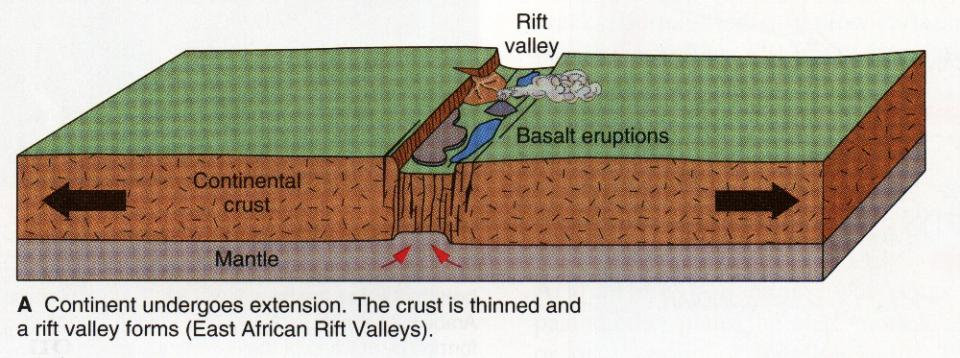 Rift
valley
Basalt eruptions
Continental
crust
Mantle
A Continent undergoes extension. The crust is thinned and
a rift valley forms (East African Rift Valleys).